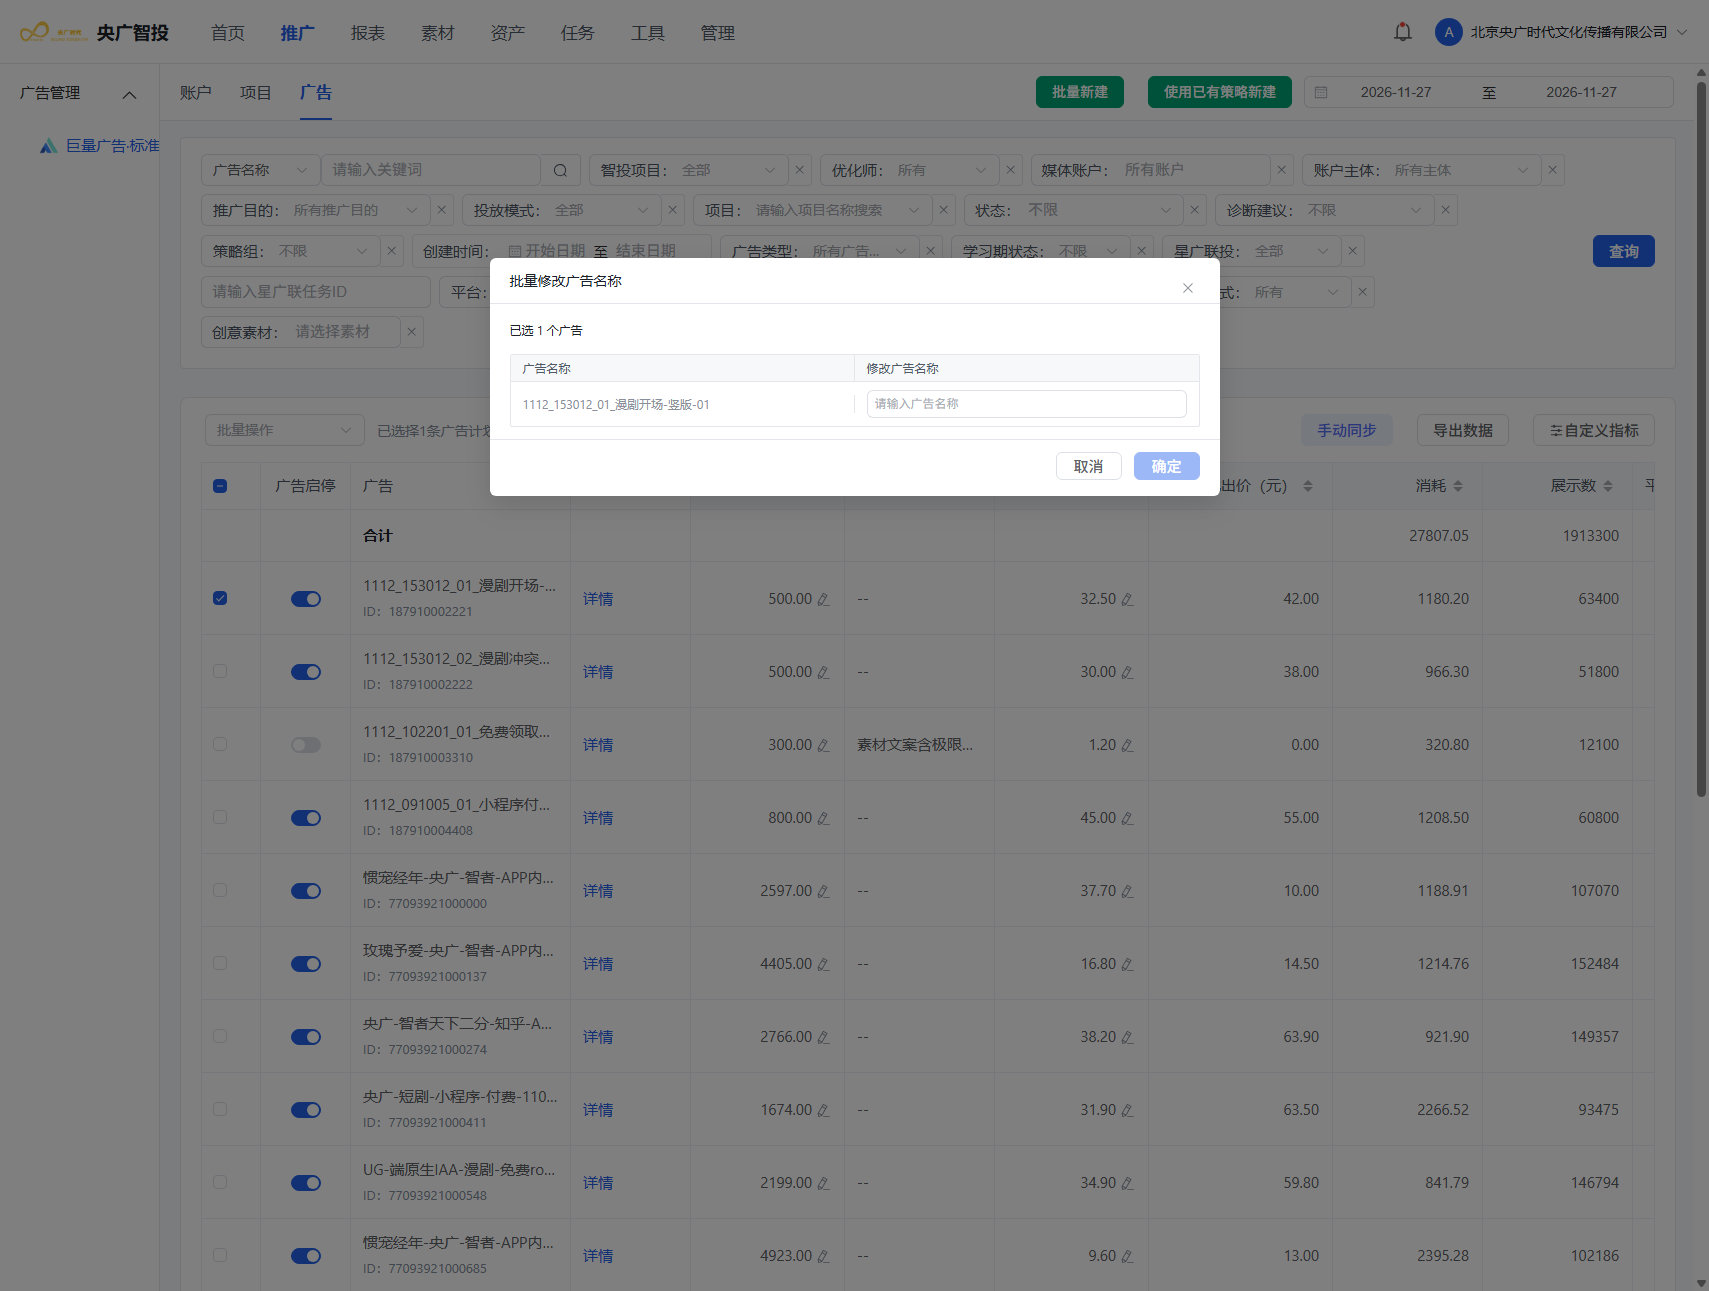 央广智投 首页 推广 报表 素材 资产 任务 工具 管理 A 北京央广时代文化传播有限公司
广告管理 账户 项目 广告 批量新建 使用已有策略新建 2026-11-27 至 2026-11-27
巨量广告·标准
广告名称 请输入关键词 智投项目： 全部 优化师： 所有 媒体账户： 所有账户 账户主体： 所有主体
推广目的： 所有推广目的 投放模式： 全部 项目： 请输入项目名称搜索 状态： 不限 诊断建议： 不限
策略组： 不限 创建时间： 开始日期 至 结束日期 广告类型： 所有广告... 学习期状态： 不限 星广联投： 全部 查询
请输入星广联任务ID 平台： 式： 所有
创意素材： 请选择素材
批量修改广告名称
已选 1 个广告
广告名称 修改广告名称
1112_153012_01_漫剧开场-竖版-01 请输入广告名称
取消 确定
批量操作 已选择1条广告计划 手动同步 导出数据 自定义指标
广告启停 广告 出价（元） 消耗 展示数 平
合计 27807.05 1913300
1112_153012_01_漫剧开场-... 详情 500.00 -- 32.50 42.00 1180.20 63400
ID：187910002221
1112_153012_02_漫剧冲突... 详情 500.00 -- 30.00 38.00 966.30 51800
ID：187910002222
1112_102201_01_免费领取... 详情 300.00 素材文案含极限... 1.20 0.00 320.80 12100
ID：187910003310
1112_091005_01_小程序付... 详情 800.00 -- 45.00 55.00 1208.50 60800
ID：187910004408
惯宠经年-央广-智者-APP内... 详情 2597.00 -- 37.70 10.00 1188.91 107070
ID：77093921000000
玫瑰予爱-央广-智者-APP内... 详情 4405.00 -- 16.80 14.50 1214.76 152484
ID：77093921000137
央广-智者天下二分-知乎-A... 详情 2766.00 -- 38.20 63.90 921.90 149357
ID：77093921000274
央广-短剧-小程序-付费-110... 详情 1674.00 -- 31.90 63.50 2266.52 93475
ID：77093921000411
UG-端原生IAA-漫剧-免费ro... 详情 2199.00 -- 34.90 59.80 841.79 146794
ID：77093921000548
惯宠经年-央广-智者-APP内... 详情 4923.00 -- 9.60 13.00 2395.28 102186
ID：77093921000685